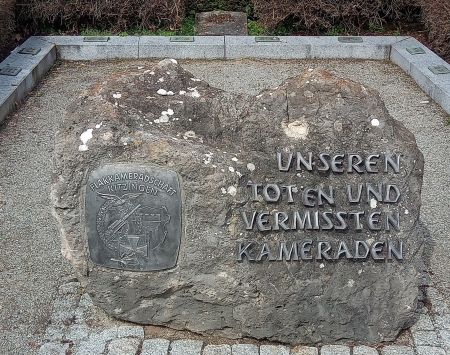 FLAKKAMERADSCHAFT
KITZINGEN
UNSEREN
TOTEN UND
VERMISSTEN
KAMERADEN